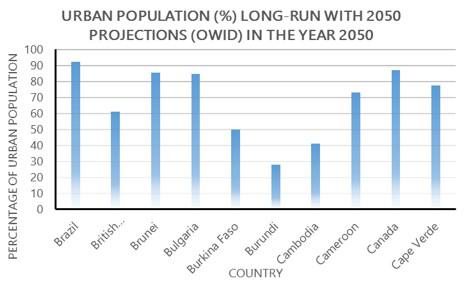 URBAN POPULATION (%) LONG-RUN WITH 2050
PROJECTIONS (OWID) IN THE YEAR 2050
PERCENTAGE OF URBAN POPULATION
100
90
80
70
60
50
40
30
20
10
0
Brazil
British...
Brunei
Bulgaria
Burkina Faso
Burundi
Cambodia
Cameroon
Canada
Cape Verde
COUNTRY